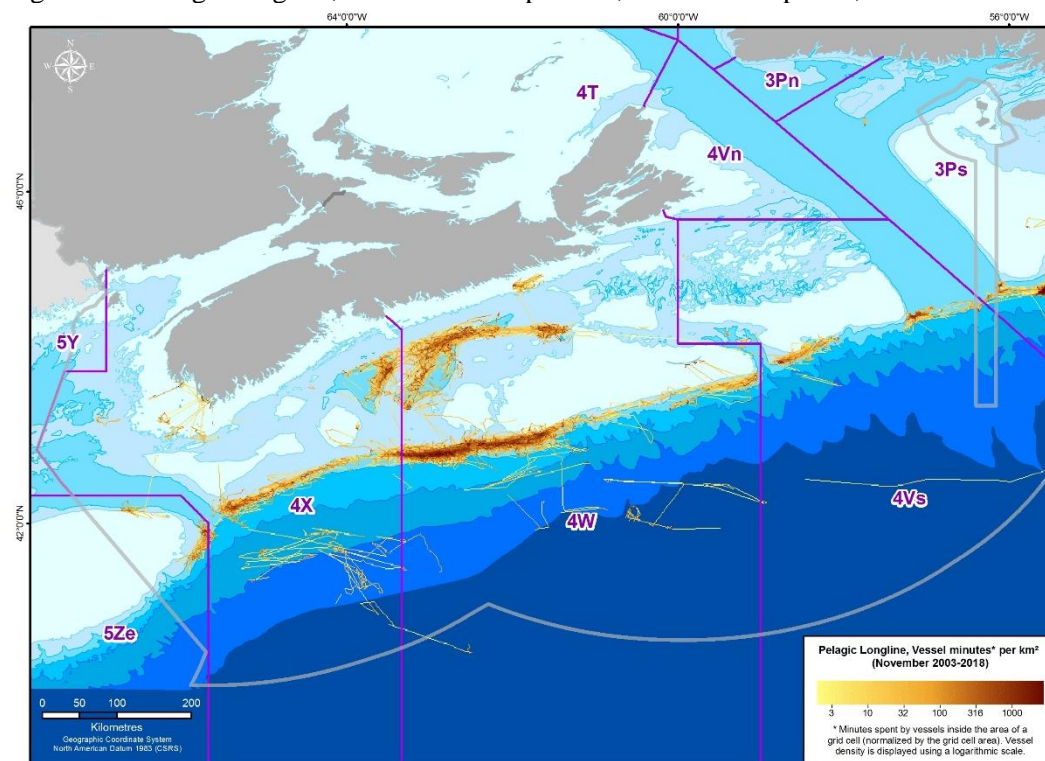 64°0'0"W 60°0'0"W 56°0'0"W
N
W E
S
3Pn
4T
4Vn
3Ps
46°0'0"N
5Y
42°0'0"N
4X
4W
4Vs
5Ze
0 50 100 200
Kilometres
Geographic Coordinate System
North American Datum 1983 (CSRS)
Pelagic Longline, Vessel minutes* per km²
(November 2003-2018)
3 10 32 100 316 1000
* Minutes spent by vessels inside the area of a
grid cell (normalized by the grid cell area). Vessel
density is displayed using a logarithmic scale.